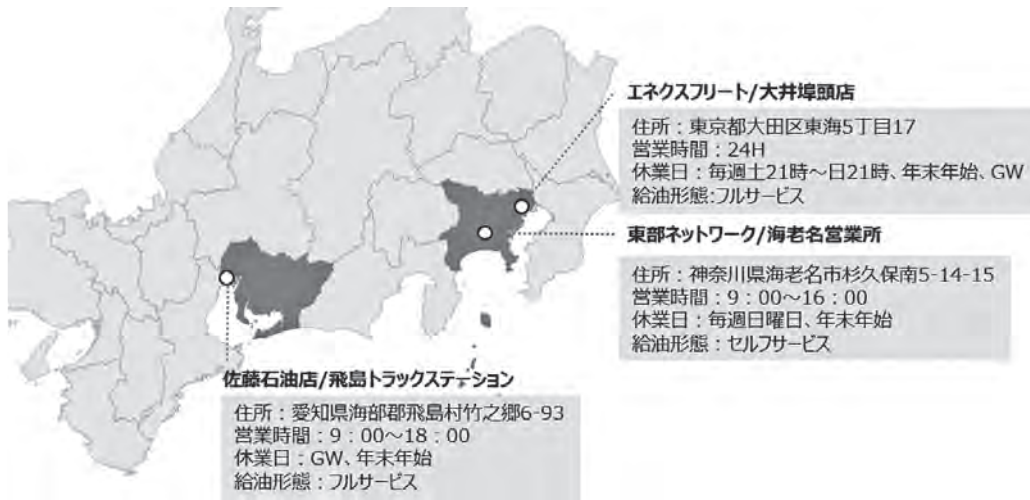 エネクスフリート/大井埠頭店
住所：東京都大田区東海5丁目17
営業時間：24H
休業日：毎週土21時～日21時、年末年始、GW
給油形態:フルサービス
東部ネットワーク/海老名営業所
住所：神奈川県海老名市杉久保南5-14-15
営業時間：9：00～16：00
休業日：毎週日曜日、年末年始
給油形態：セルフサービス
佐藤石油店/飛島トラックステーション
住所：愛知県海部郡飛島村竹之郷6-93
営業時間：9：00～18：00
休業日：GW、年末年始
給油形態：フルサービス